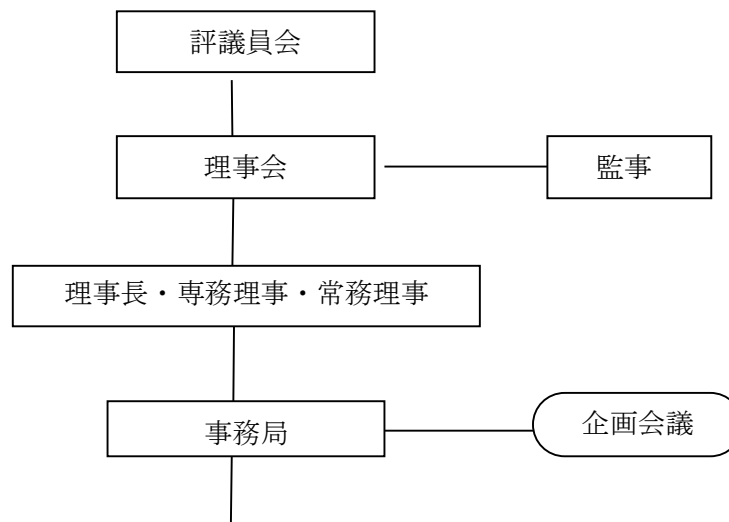 評議員会
理事会
監事
理事長・専務理事・常務理事
事務局
企画会議